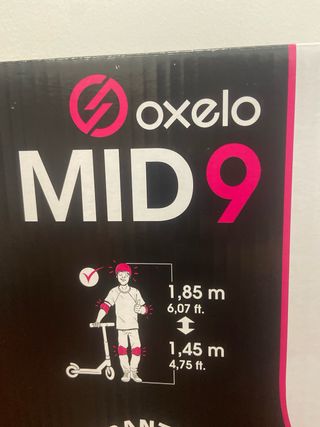 oxelo
MID 9
1,85 m
6,07 ft.
1,45 m
4,75 ft.